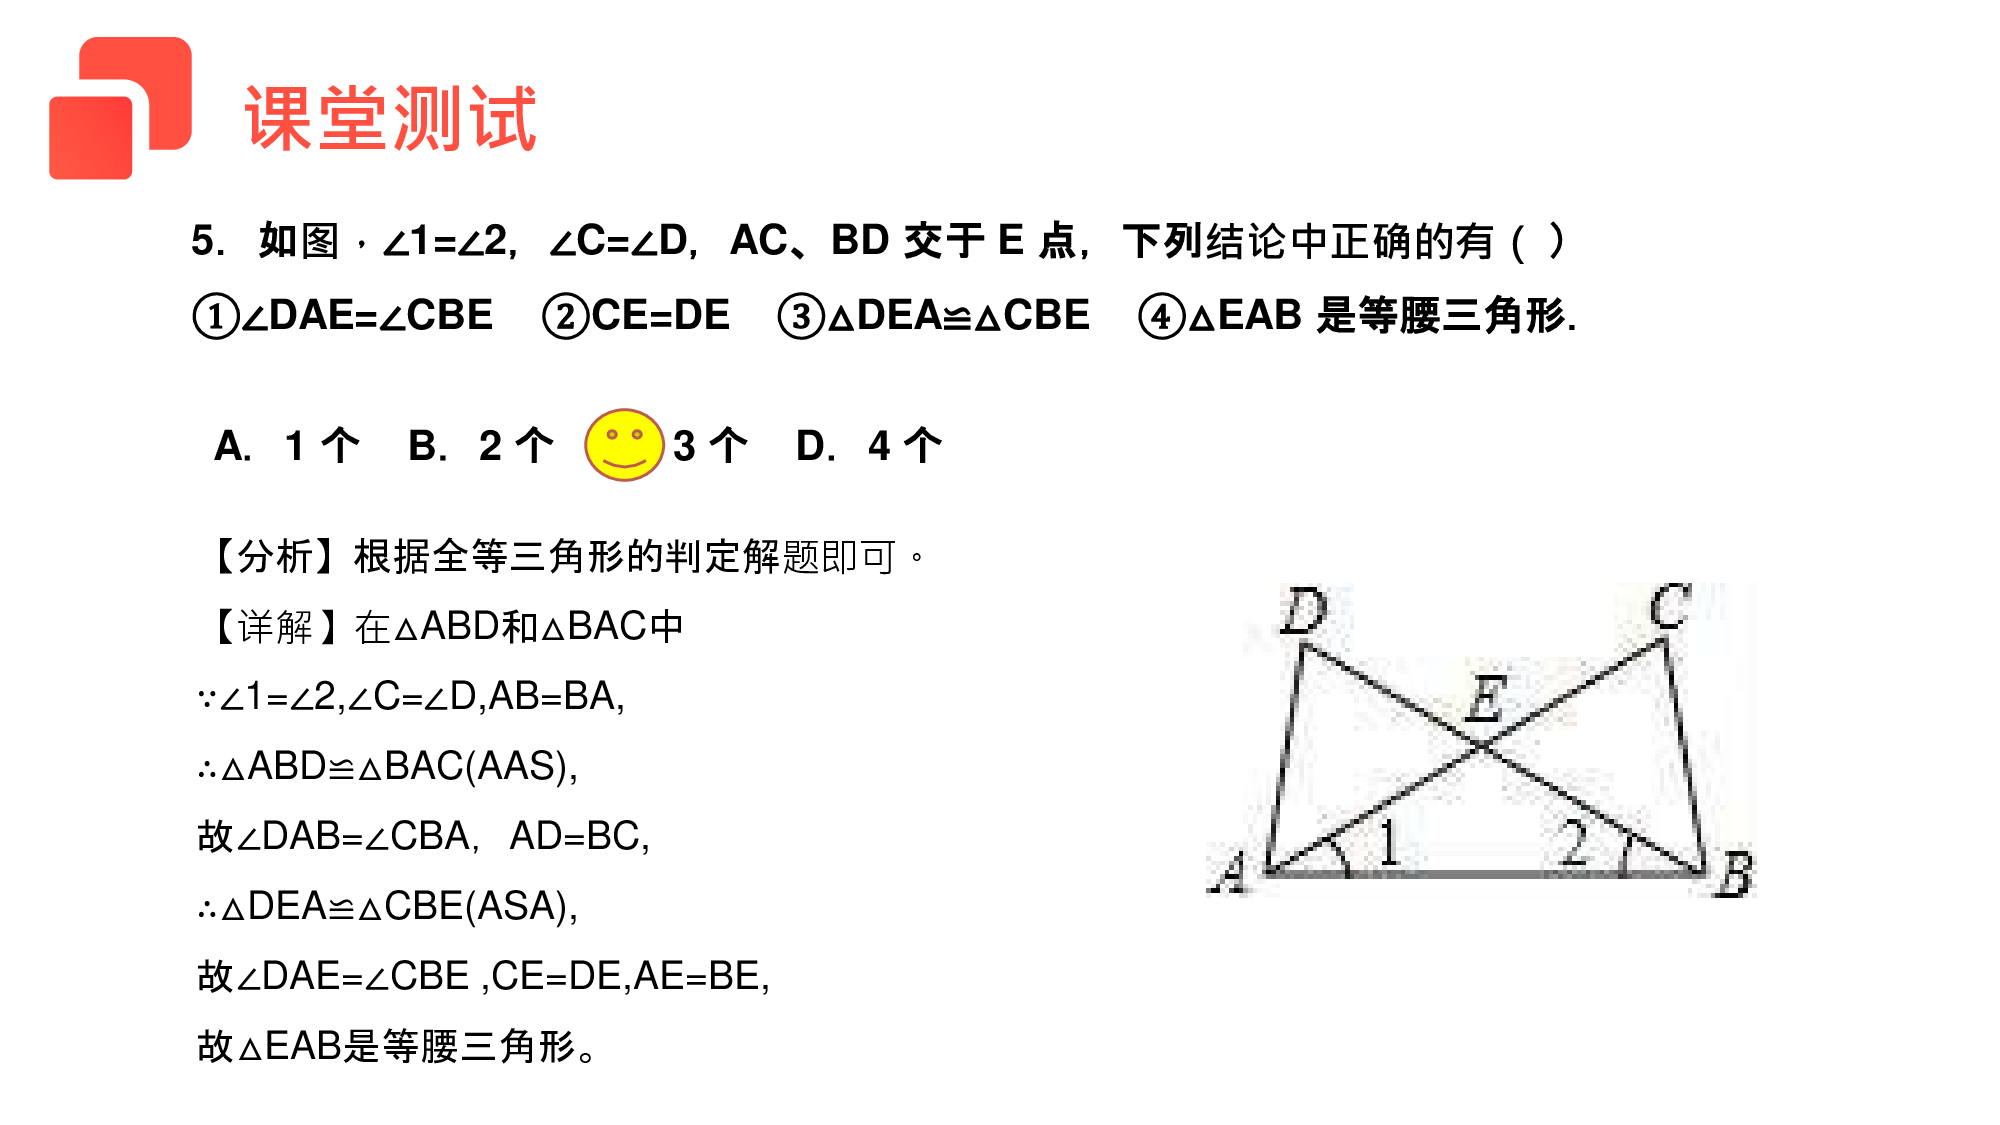 课堂测试
5. 如图,∠1=∠2, ∠C=∠D, AC、BD 交于 E 点, 下列结论中正确的有 ( )
①∠DAE=∠CBE ②CE=DE ③△DEA≌△CBE ④△EAB 是等腰三角形.
A. 1 个 B. 2 个 3 个 D. 4 个
【分析】根据全等三角形的判定解题即可。
【详解】在△ABD和△BAC中
∵∠1=∠2,∠C=∠D,AB=BA,
∴△ABD≌△BAC(AAS),
故∠DAB=∠CBA, AD=BC,
∴△DEA≌△CBE(ASA),
故∠DAE=∠CBE ,CE=DE,AE=BE,
故△EAB是等腰三角形。
D C
E
1 2
A B